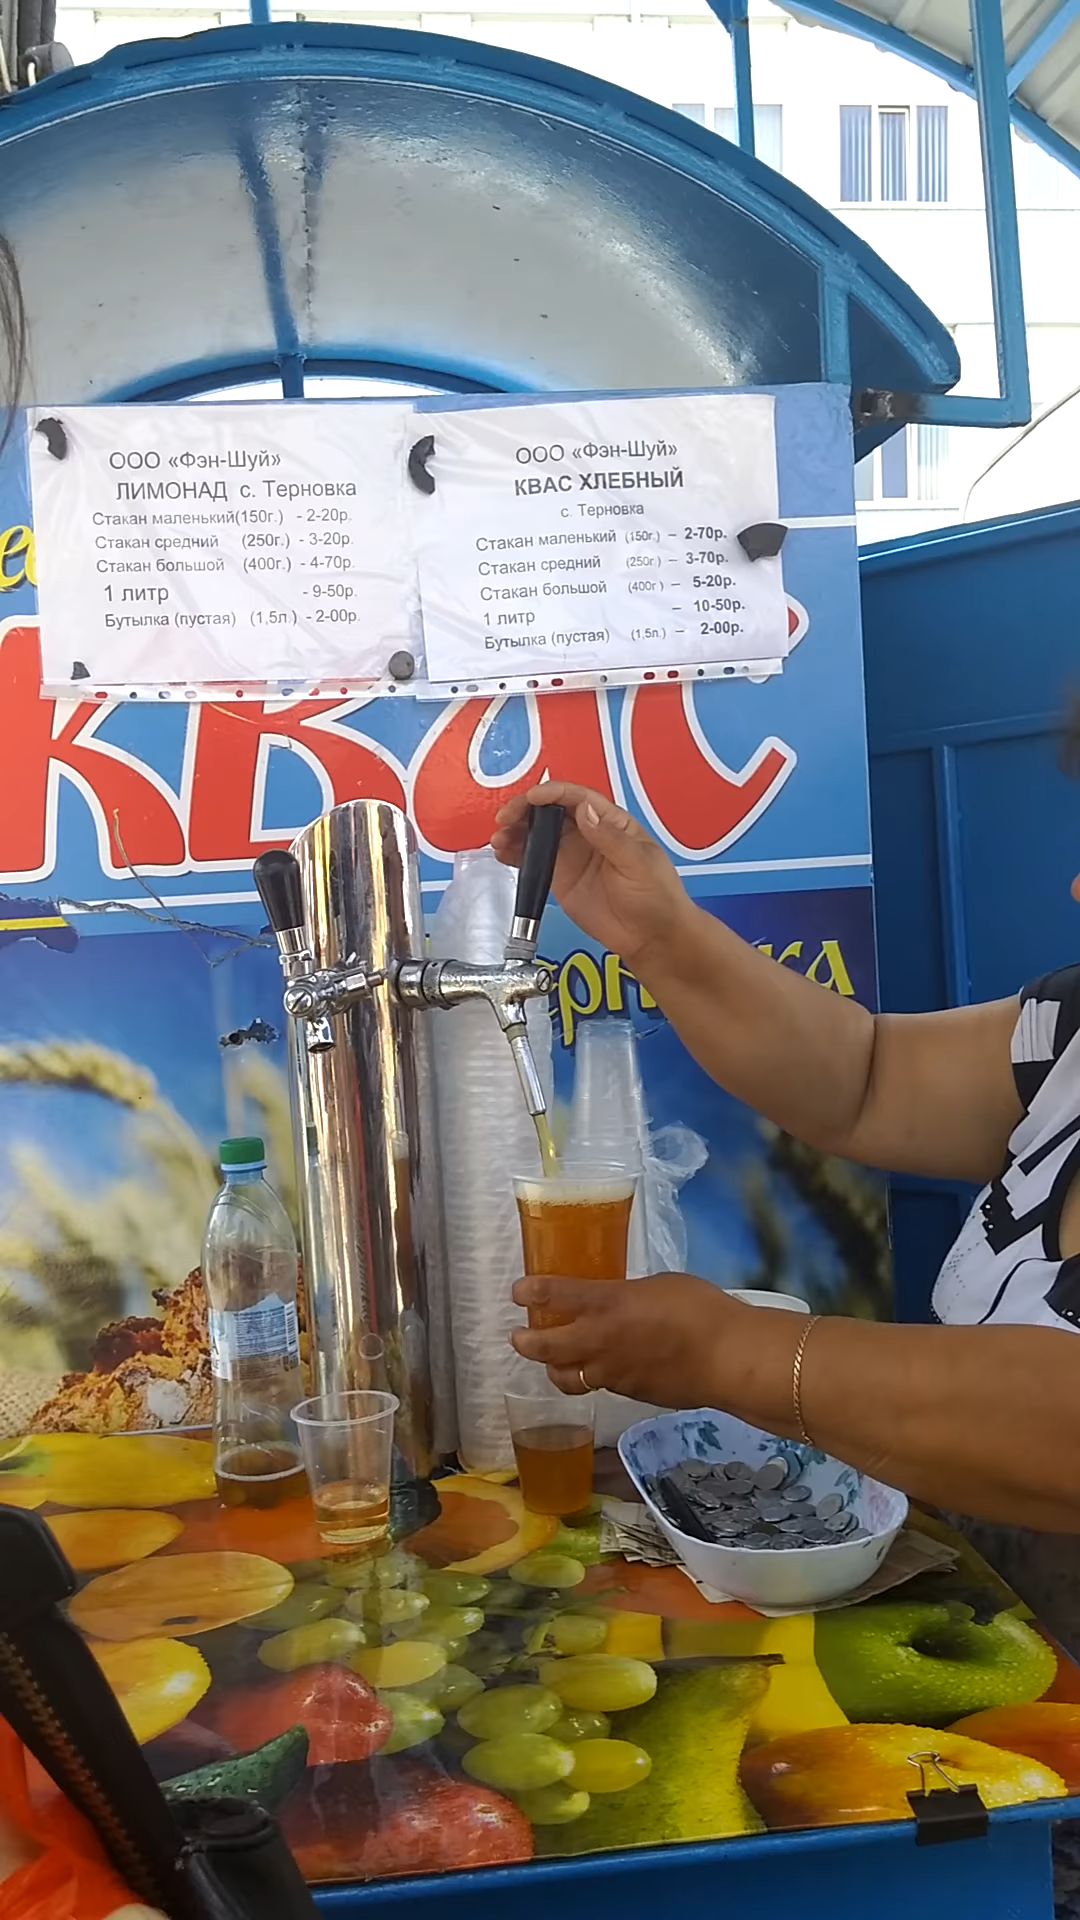 ООО «Фэн-Шуй»
ЛИМОНАД с. Терновка
Стакан маленький(150г.) - 2-20р.
Стакан средний (250г.) - 3-20р.
Стакан большой (400г.) - 4-70р.
1 литр - 9-50р.
Бутылка (пустая) (1,5л.) - 2-00р.
ООО «Фэн-Шуй»
КВАС ХЛЕБНЫЙ
с. Терновка
Стакан маленький (150г.) – 2-70р.
Стакан средний (250г.) – 3-70р.
Стакан большой (400г) – 5-20р.
1 литр – 10-50р.
Бутылка (пустая) (1,5л.) – 2-00р.
квас